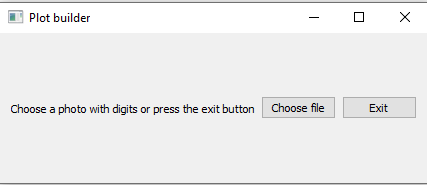 Plot builder
Choose a photo with digits or press the exit button Choose file Exit